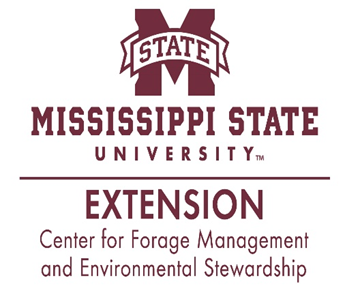 M
STATE
MISSISSIPPI STATE
UNIVERSITY™
EXTENSION
Center for Forage Management
and Environmental Stewardship